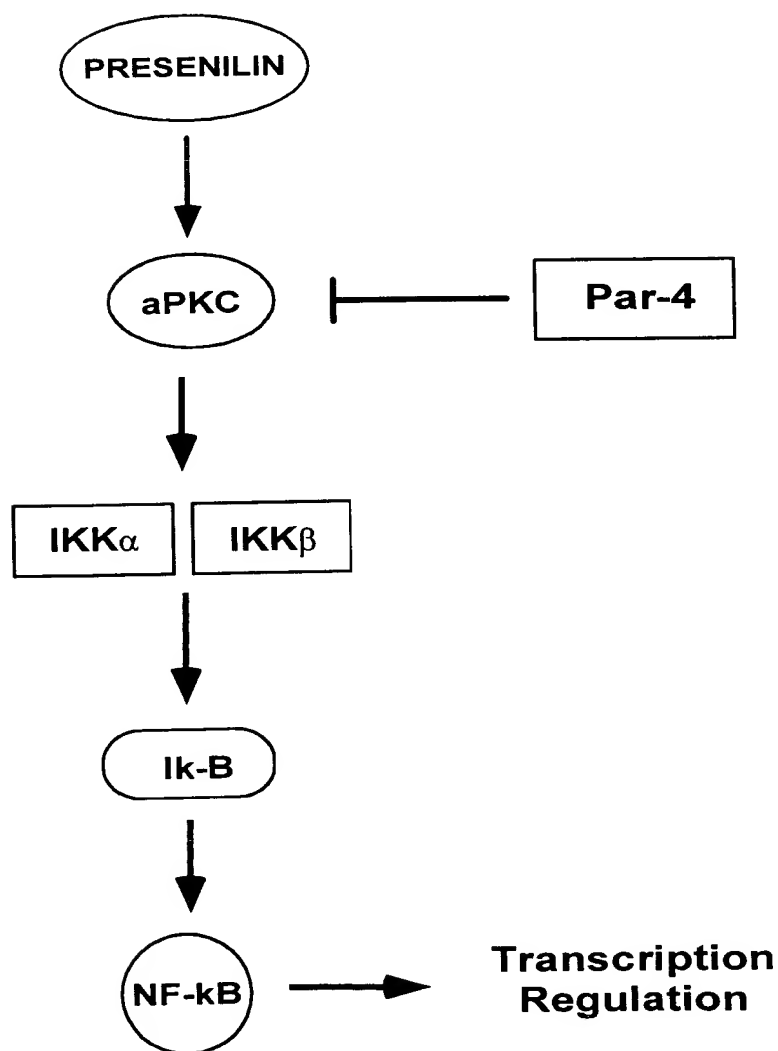 PRESENILIN
aPKC
Par-4
IKKα
IKKβ
Ik-B
NF-kB
Transcription
Regulation